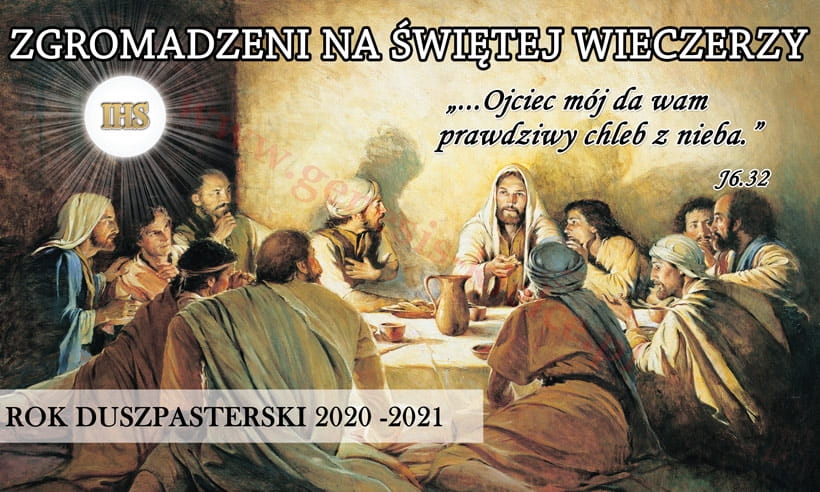 ZGROMADZENI NA ŚWIĘTEJ WIECZERZY
IHS
„...Ojciec mój da wam
prawdziwy chleb z nieba.”
J6.32
ROK DUSZPASTERSKI 2020 -2021